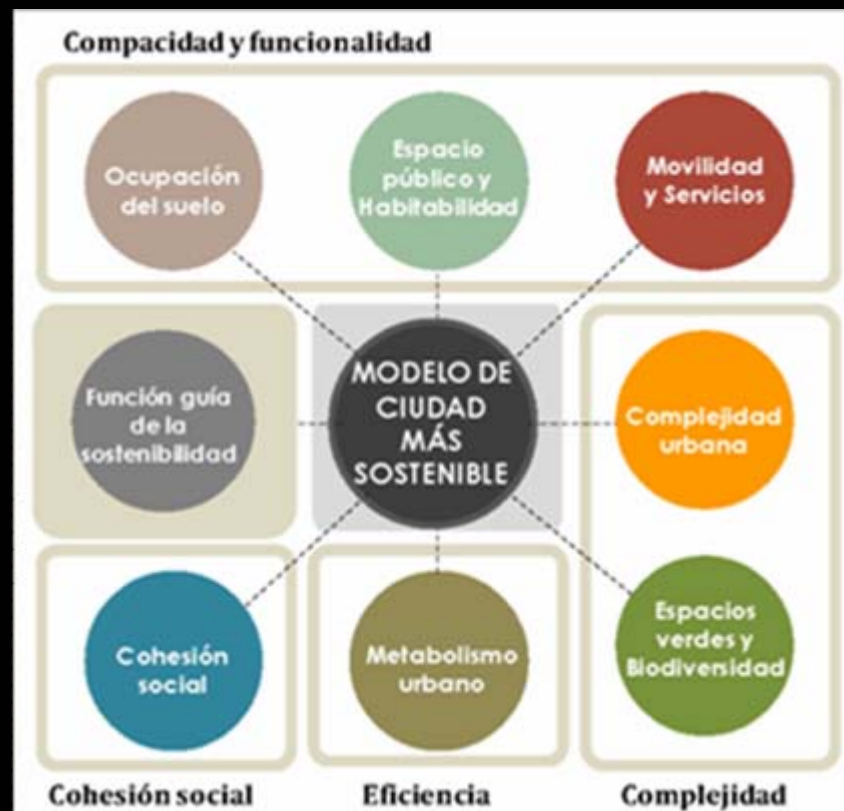 Compacidad y funcionalidad
Ocupación
del suelo
Espacio
público y
Habitabilidad
Movilidad
y Servicios
Función guía
de la
sostenibilidad
MODELO DE
CIUDAD
MÁS
SOSTENIBLE
Complejidad
urbana
Cohesión
social
Metabolismo
urbano
Espacios
verdes y
Biodiversidad
Cohesión social
Eficiencia
Complejidad